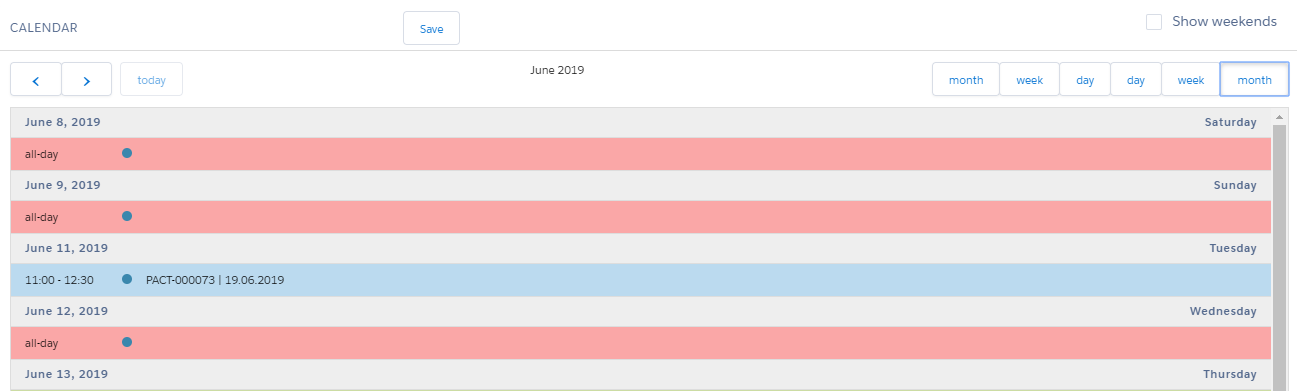 CALENDAR
Save
Show weekends
today
June 2019
month week day day week month
June 8, 2019 Saturday
all-day
June 9, 2019 Sunday
all-day
June 11, 2019 Tuesday
11:00 - 12:30 PACT-000073 | 19.06.2019
June 12, 2019 Wednesday
all-day
June 13, 2019 Thursday